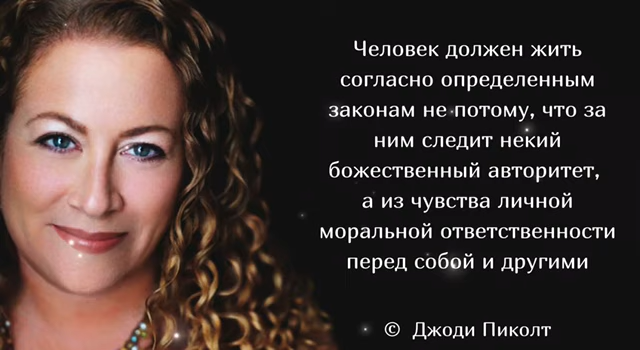 Человек должен жить
согласно определенным
законам не потому, что за
ним следит некий
божественный авторитет,
а из чувства личной
моральной ответственности
перед собой и другими
© Джоди Пиколт